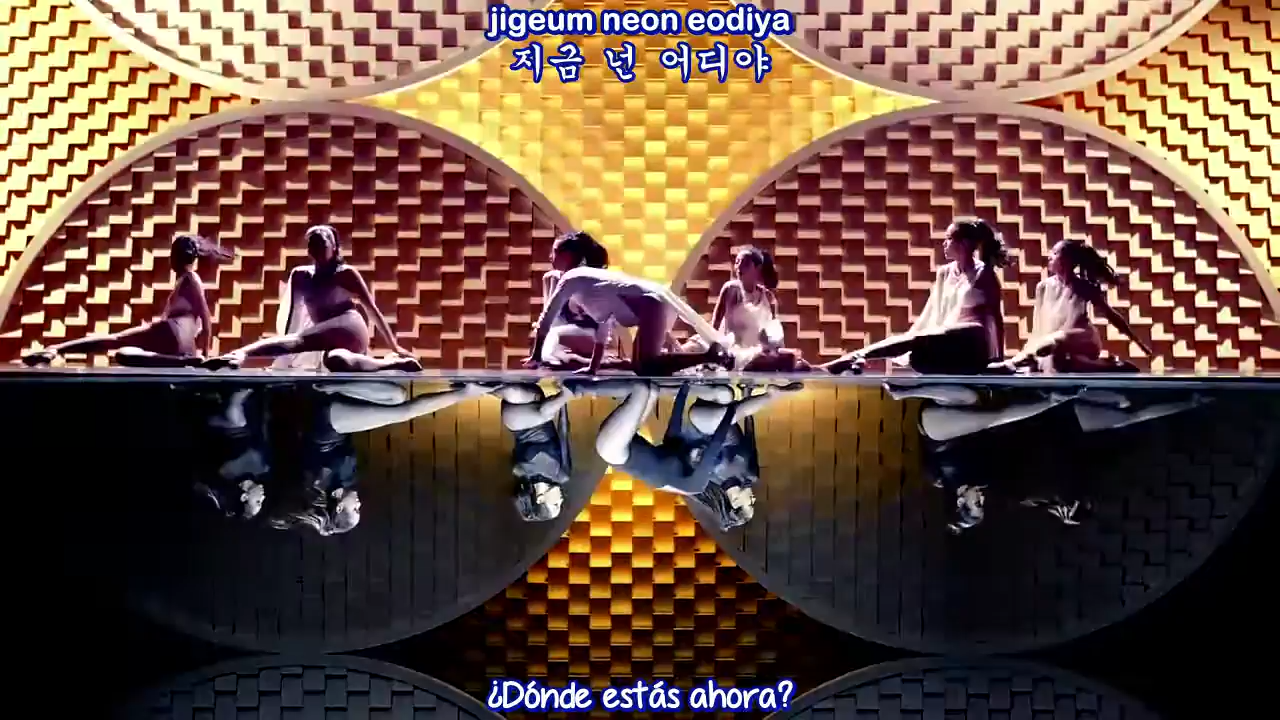 jigeum neon eodiya
지금 넌 어디야
¿Dónde estás ahora?